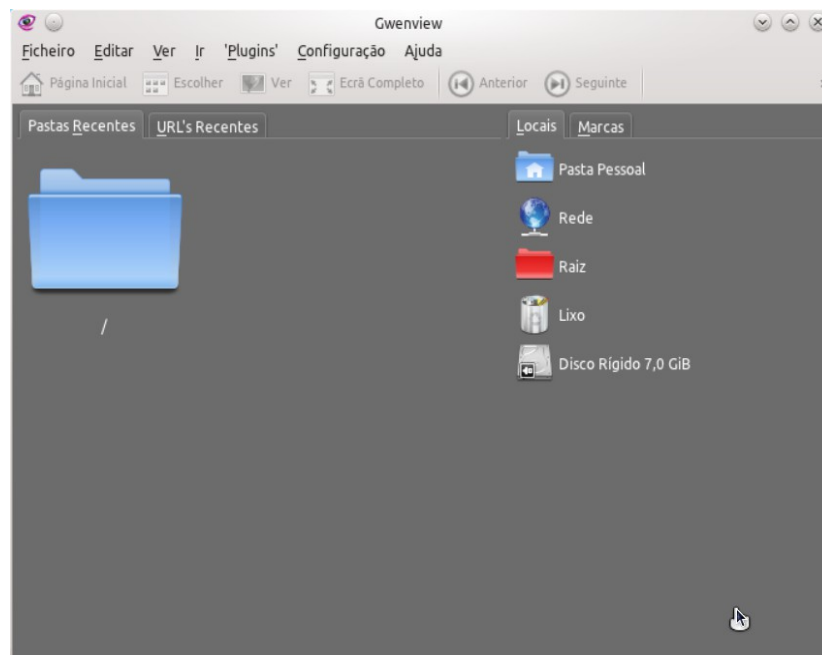 Gwenview
Ficheiro Editar Ver Ir 'Plugins' Configuração Ajuda
Página Inicial Escolher Ver Ecrã Completo Anterior Seguinte
Pastas Recentes URL's Recentes
Locais Marcas
Pasta Pessoal
Rede
Raiz
Lixo
Disco Rígido 7,0 GiB
/